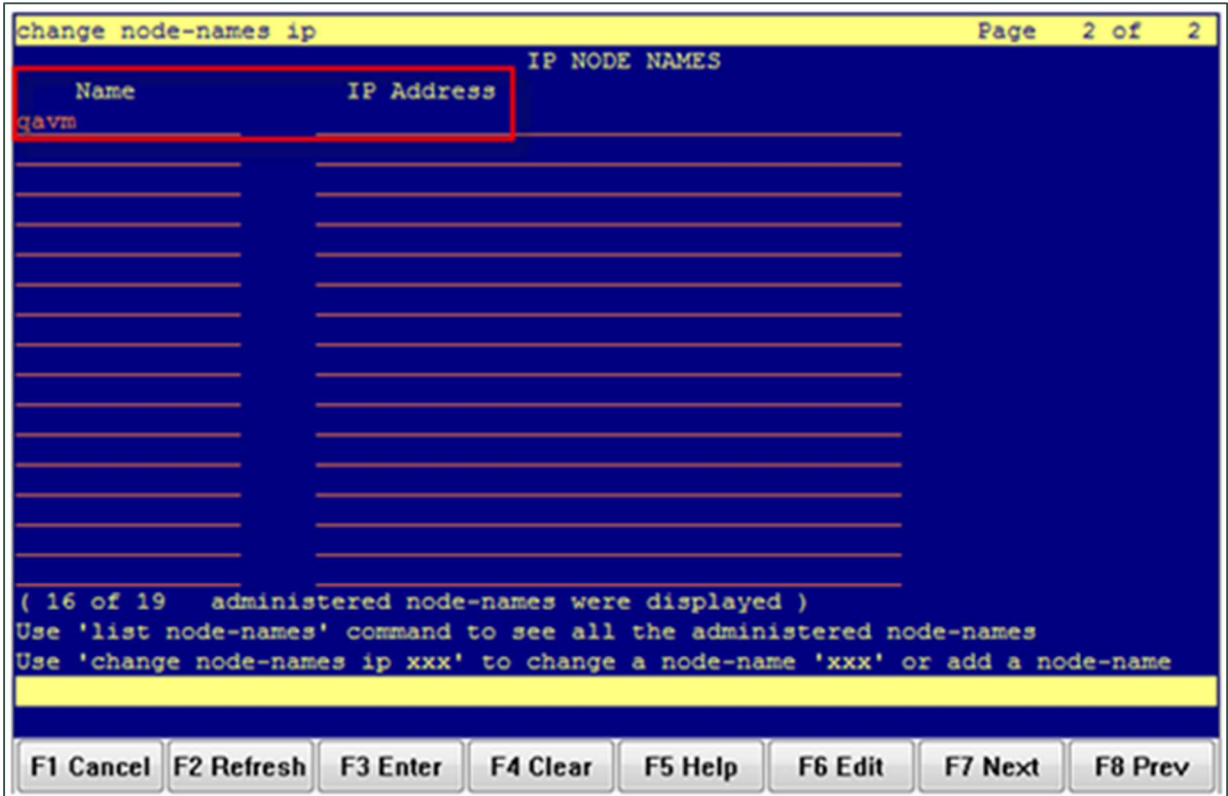 change node-names ip Page 2 of 2
IP NODE NAMES
Name IP Address
qavm
( 16 of 19 administered node-names were displayed )
Use 'list node-names' command to see all the administered node-names
Use 'change node-names ip xxx' to change a node-name 'xxx' or add a node-name
F1 Cancel F2 Refresh F3 Enter F4 Clear F5 Help F6 Edit F7 Next F8 Prev